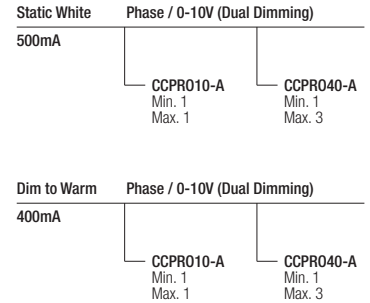 Static White Phase / 0-10V (Dual Dimming)
500mA
CCPRO10-A CCPRO40-A
Min. 1 Min. 1
Max. 1 Max. 3
Dim to Warm Phase / 0-10V (Dual Dimming)
400mA
CCPRO10-A CCPRO40-A
Min. 1 Min. 1
Max. 1 Max. 3